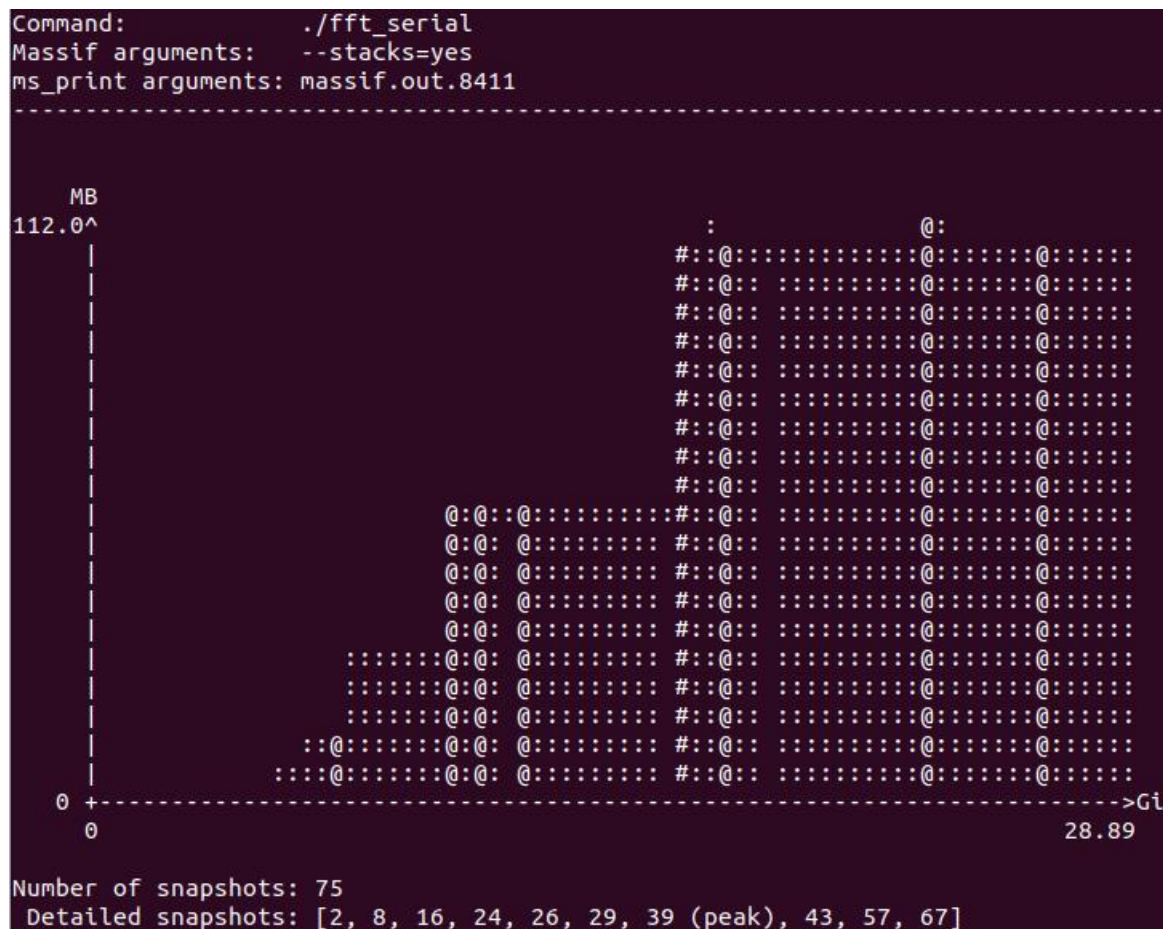 Command:            ./fft_serial
Massif arguments:   --stacks=yes
ms_print arguments: massif.out.8411
--------------------------------------------------------------------------------
    MB
112.0^                                          :              @:
     |                                        #::@:::::::::::::@:::::::@::::::
     |                                        #::@:: ::::::::::@:::::::@::::::
     |                                        #::@:: ::::::::::@:::::::@::::::
     |                                        #::@:: ::::::::::@:::::::@::::::
     |                                        #::@:: ::::::::::@:::::::@::::::
     |                                        #::@:: ::::::::::@:::::::@::::::
     |                                        #::@:: ::::::::::@:::::::@::::::
     |                                        #::@:: ::::::::::@:::::::@::::::
     |                                        #::@:: ::::::::::@:::::::@::::::
     |                        @:@::@::::::::::#::@:: ::::::::::@:::::::@::::::
     |                        @:@: @::::::::: #::@:: ::::::::::@:::::::@::::::
     |                        @:@: @::::::::: #::@:: ::::::::::@:::::::@::::::
     |                        @:@: @::::::::: #::@:: ::::::::::@:::::::@::::::
     |                        @:@: @::::::::: #::@:: ::::::::::@:::::::@::::::
     |                 :::::::@:@: @::::::::: #::@:: ::::::::::@:::::::@::::::
     |                 :::::::@:@: @::::::::: #::@:: ::::::::::@:::::::@::::::
     |                 :::::::@:@: @::::::::: #::@:: ::::::::::@:::::::@::::::
     |              ::@:::::::@:@: @::::::::: #::@:: ::::::::::@:::::::@::::::
     |            ::::@:::::::@:@: @::::::::: #::@:: ::::::::::@:::::::@::::::
   0 +----------------------------------------------------------------------->Gi
     0                                                                   28.89
Number of snapshots: 75
 Detailed snapshots: [2, 8, 16, 24, 26, 29, 39 (peak), 43, 57, 67]